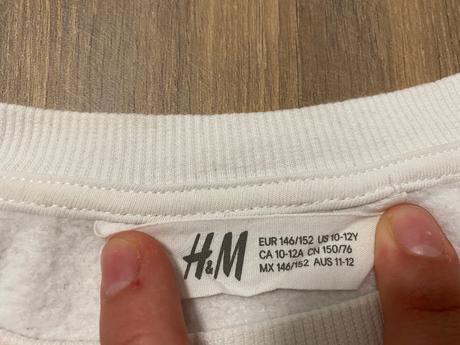 H&M
EUR 146/152 US 10-12Y
CA 10-12A CN 150/76
MX 146/152 AUS 11-12